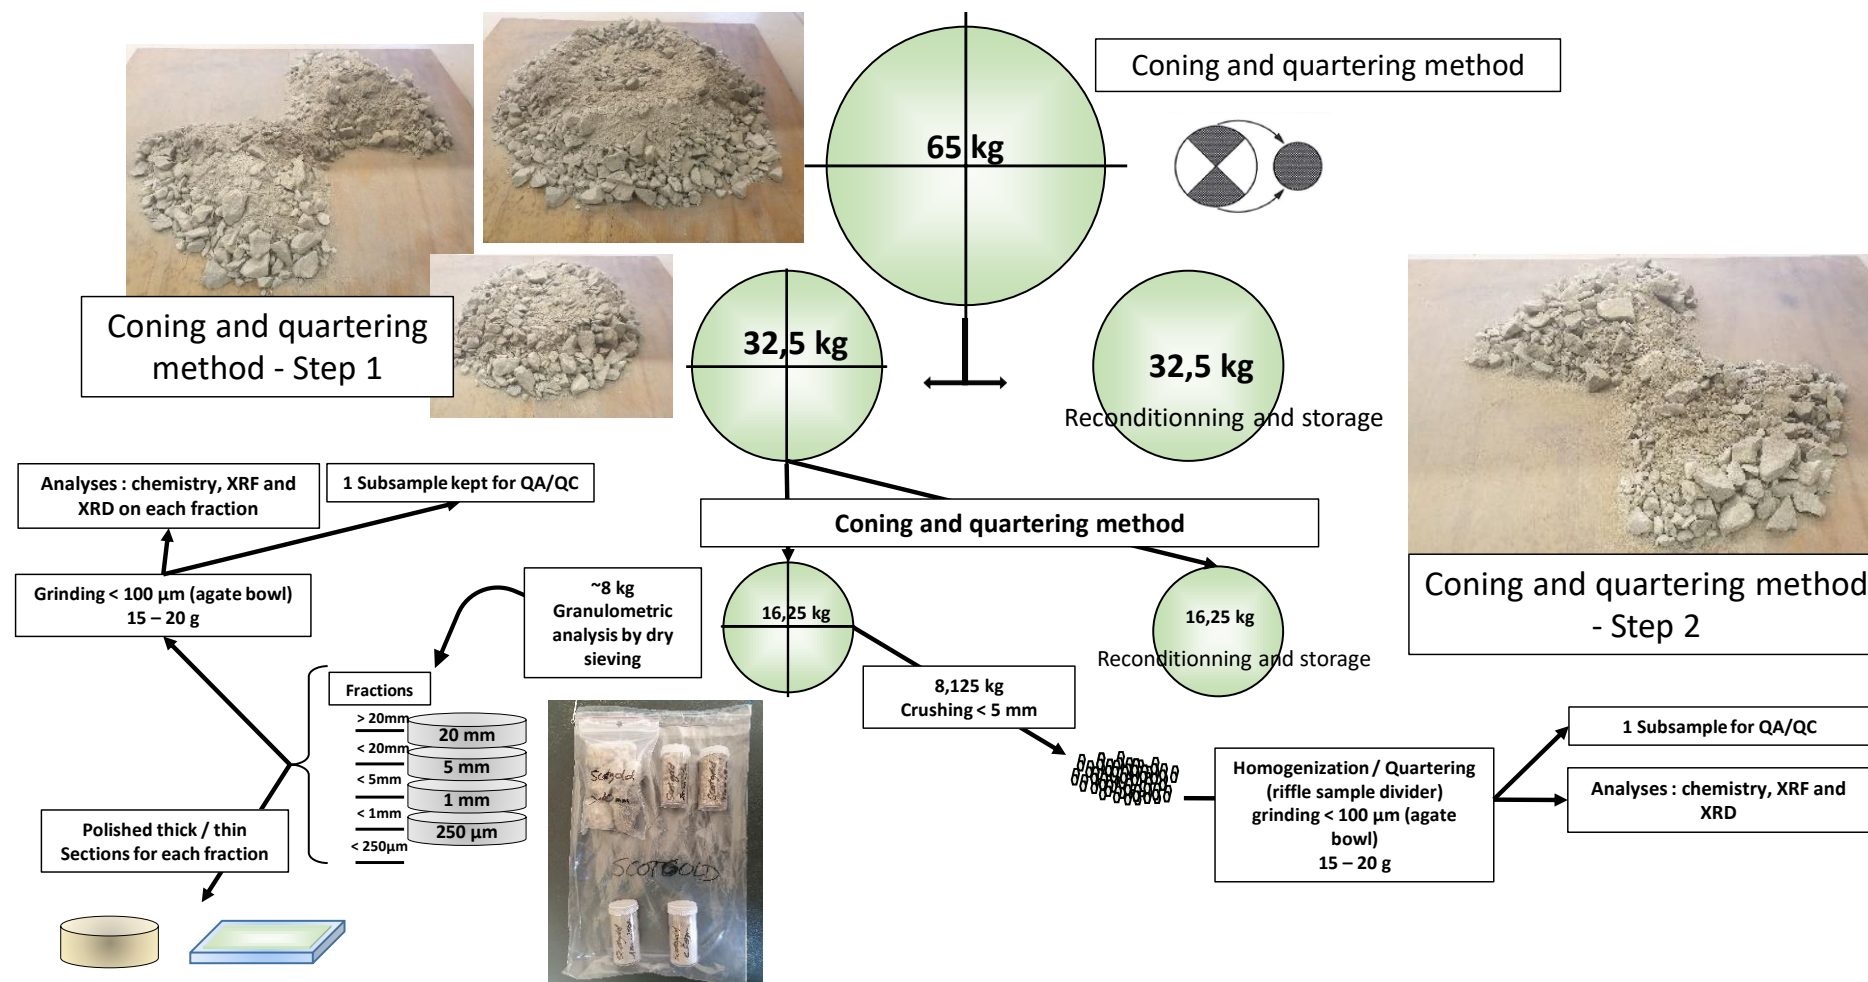 Coning and quartering method
65 kg
Coning and quartering
method - Step 1
32,5 kg
32,5 kg
Reconditionning and storage
Analyses : chemistry, XRF and
XRD on each fraction
1 Subsample kept for QA/QC
Coning and quartering method
Coning and quartering method
- Step 2
Grinding < 100 µm (agate bowl)
15 – 20 g
~8 kg
Granulometric
analysis by dry
sieving
16,25 kg
16,25 kg
Reconditionning and storage
Fractions
8,125 kg
Crushing < 5 mm
> 20mm
20 mm
< 20mm
5 mm
< 5mm
1 mm
< 1mm
250 µm
< 250µm
Polished thick / thin
Sections for each fraction
Homogenization / Quartering
(riffle sample divider)
grinding < 100 µm (agate
bowl)
15 – 20 g
1 Subsample for QA/QC
Analyses : chemistry, XRF and
XRD
Scotgold
SCOTGOLD